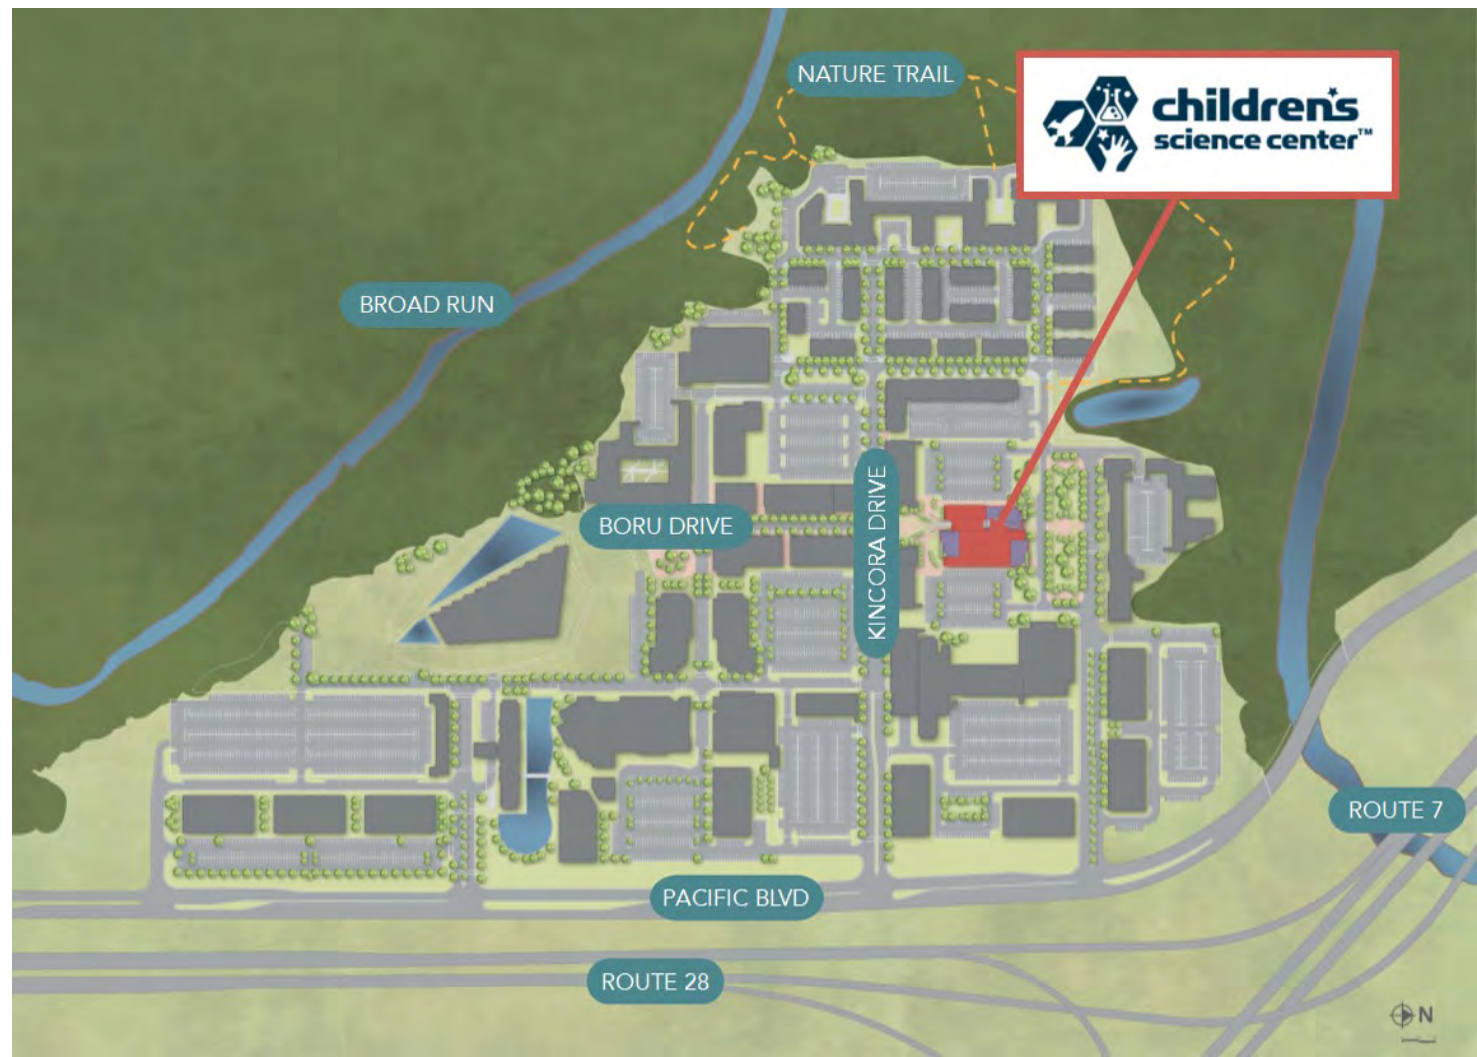 NATURE TRAIL
children's
science center™
BROAD RUN
BORU DRIVE
KINCORA DRIVE
ROUTE 7
PACIFIC BLVD
ROUTE 28
N